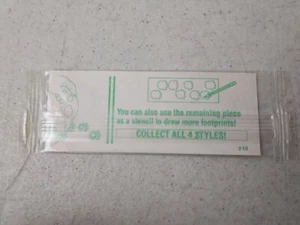 You can also use the remaining piece
as a stencil to draw more footprints!
COLLECT ALL 4 STYLES!